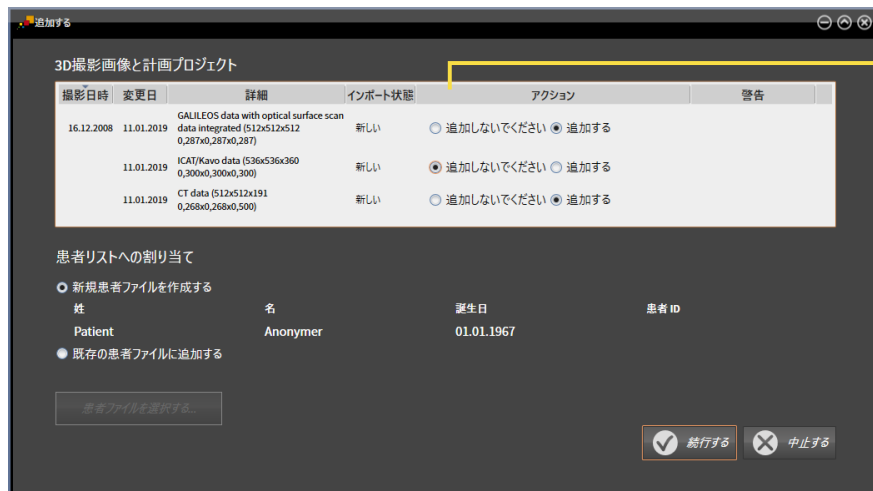 追加する
3D撮影画像と計画プロジェクト
撮影日時 変更日 詳細 インポート状態 アクション 警告
GALILEOS data with optical surface scan
16.12.2008 11.01.2019 data integrated (512x512x512 新しい 追加しないでください 追加する
0,287x0,287x0,287)
ICAT/Kavo data (536x536x360
11.01.2019 新しい 追加しないでください 追加する
0,300x0,300x0,300)
CT data (512x512x191
11.01.2019 新しい 追加しないでください 追加する
0,268x0,268x0,500)
患者リストへの割り当て
新規患者ファイルを作成する
姓 名 誕生日 患者 ID
Patient Anonymer 01.01.1967
既存の患者ファイルに追加する
患者ファイルを選択する...
続行する 中止する